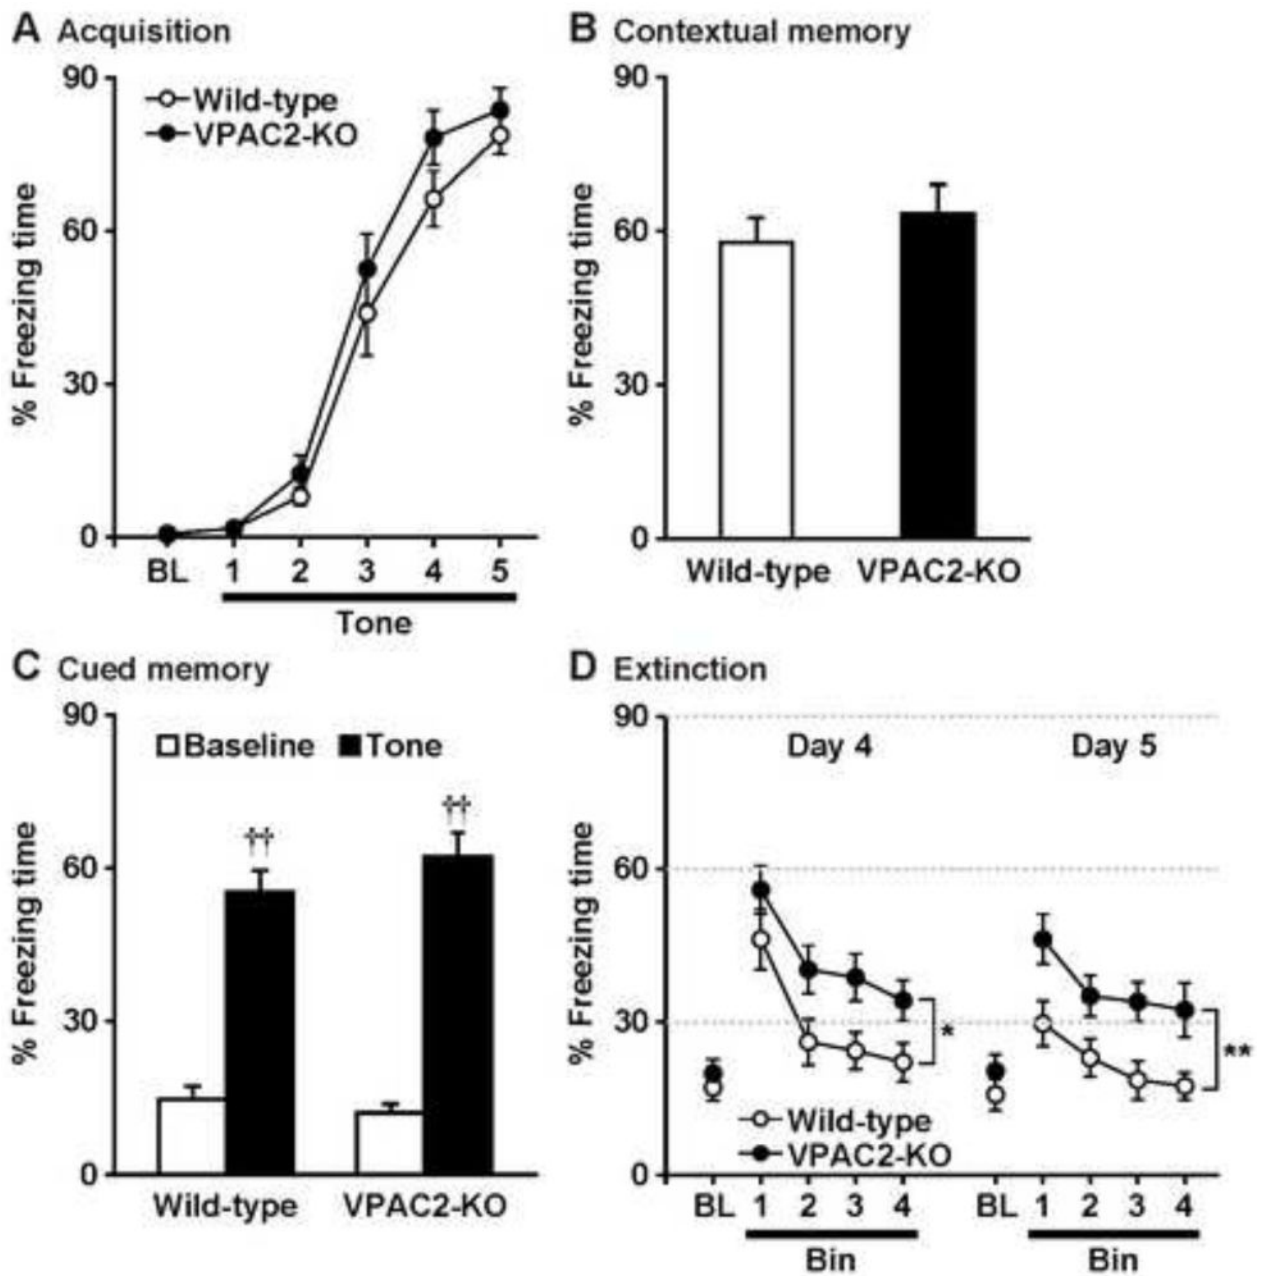 A Acquisition
90
60
30
0
% Freezing time
Wild-type
VPAC2-KO
BL 1 2 3 4 5
Tone
B Contextual memory
90
60
30
0
% Freezing time
Wild-type VPAC2-KO
C Cued memory
90
60
30
0
% Freezing time
Baseline Tone
††
††
Wild-type VPAC2-KO
D Extinction
90
60
30
0
% Freezing time
Day 4 Day 5
*
**
Wild-type
VPAC2-KO
BL 1 2 3 4 BL 1 2 3 4
Bin Bin